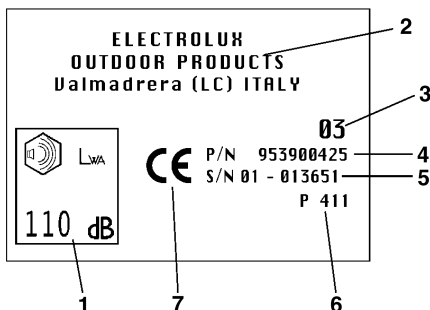 ELECTROLUX
OUTDOOR PRODUCTS
Valmadrera (LC) ITALY
2
03
3
LWA
CE
P/N 953900425
4
S/N 01 - 013651
5
P 411
110 dB
1
7
6